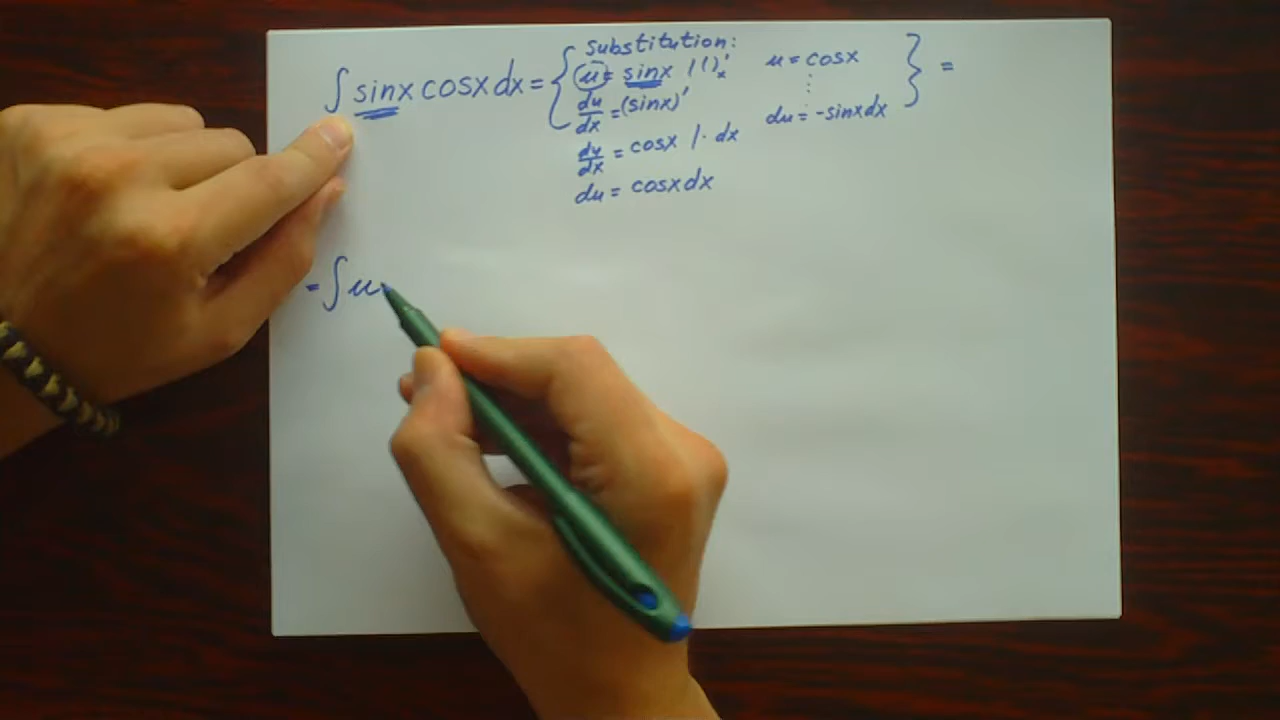 ∫ sinx cosx dx = { Substitution: } =
u = sinx | ( )'ₓ
du/dx = (sinx)'
du/dx = cosx | · dx
du = cosx dx
u = cosx
⋮
du = -sinx dx
= ∫ u